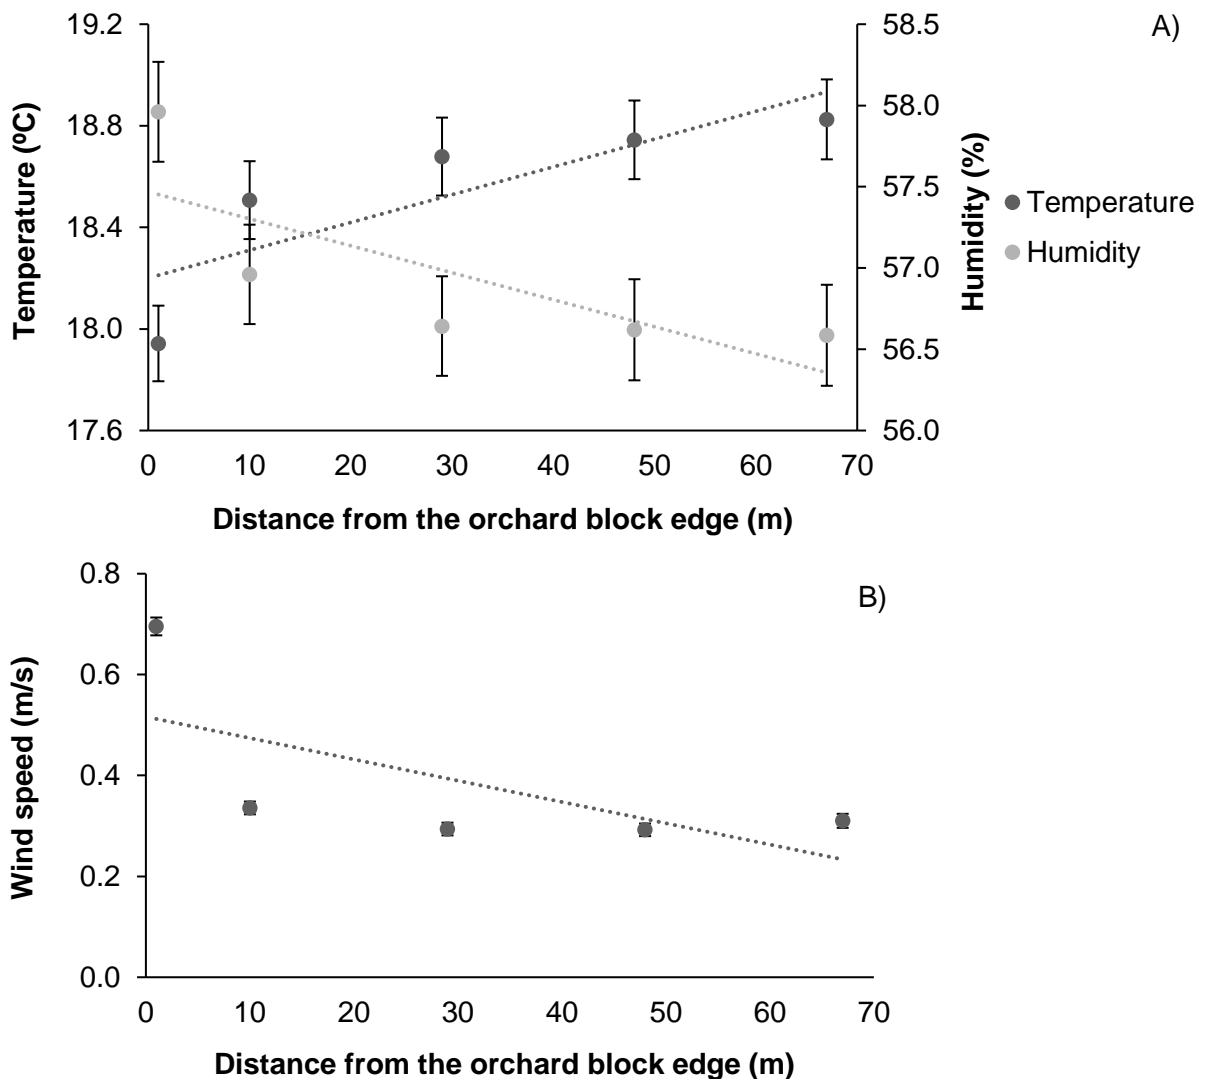 A)
Temperature (ºC)
19.2
18.8
18.4
18.0
17.6
58.5
58.0
57.5
57.0
56.5
56.0
Humidity (%)
Temperature
Humidity
0 10 20 30 40 50 60 70
Distance from the orchard block edge (m)
B)
Wind speed (m/s)
0.8
0.6
0.4
0.2
0.0
0 10 20 30 40 50 60 70
Distance from the orchard block edge (m)